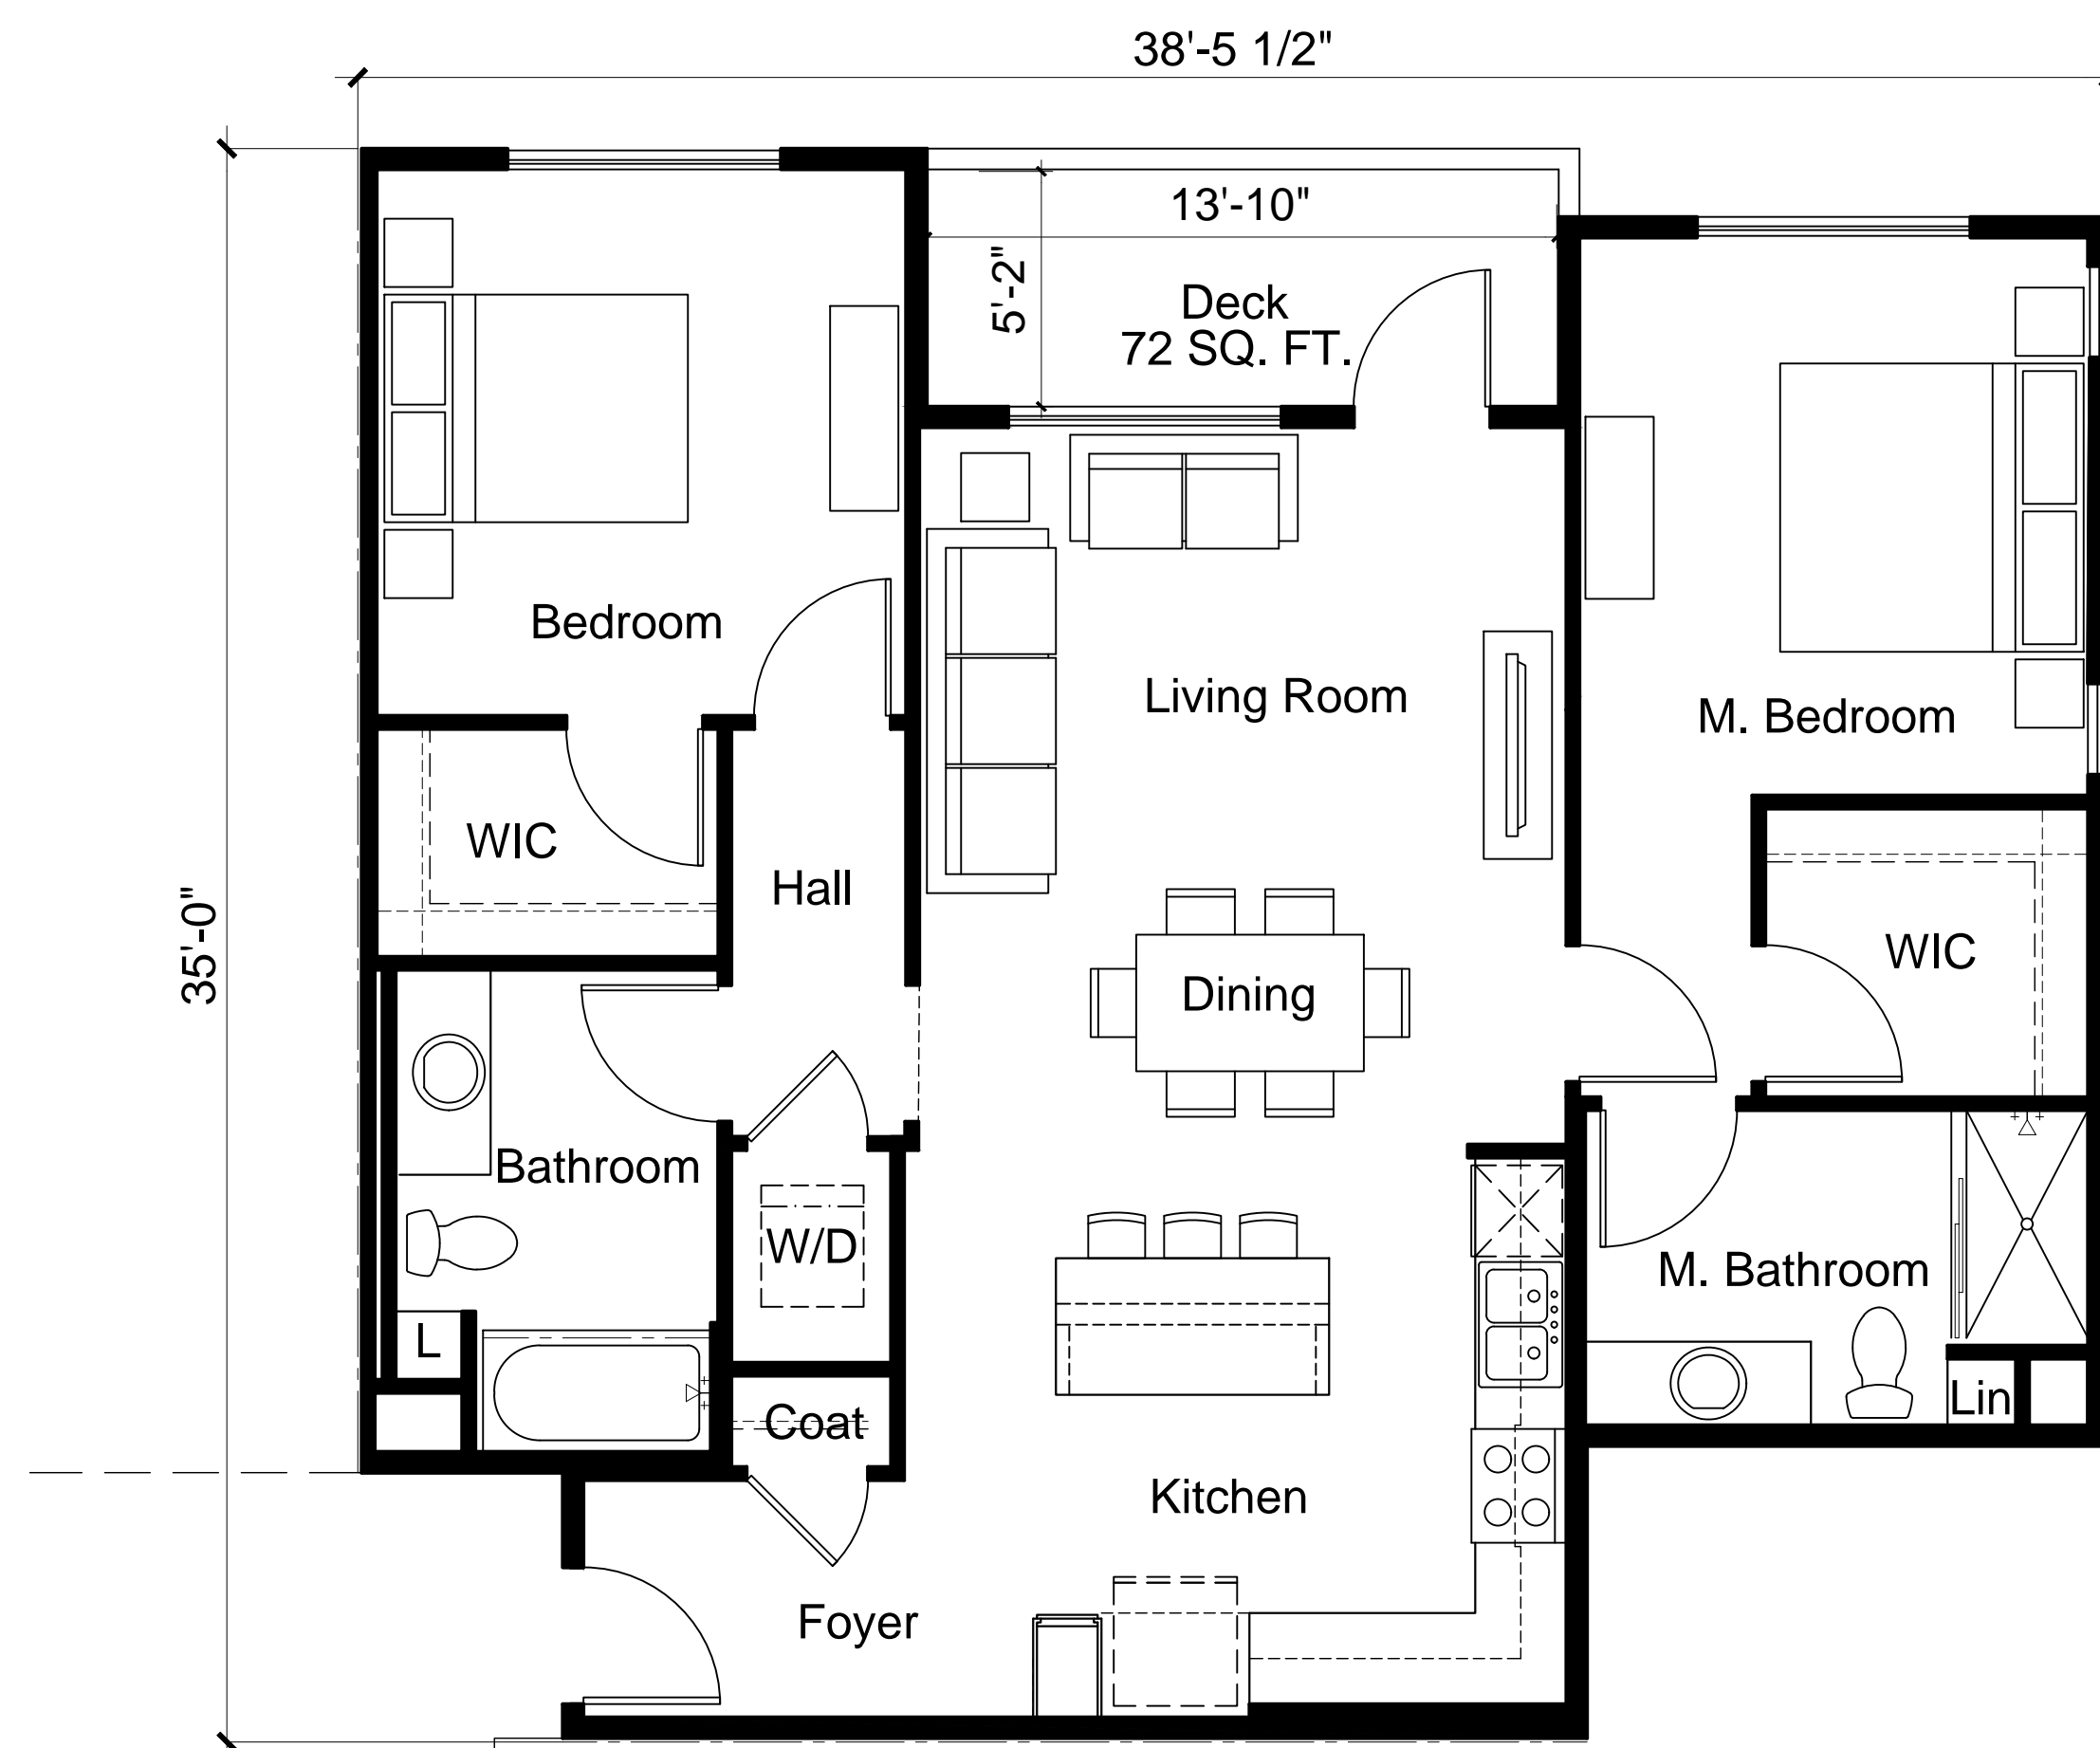 38'-5 1/2"
13'-10"
5'-2"
Deck
72 SQ. FT.
Bedroom
Living Room
M. Bedroom
WIC
Hall
35'-0"
WIC
Dining
Bathroom
W/D
M. Bathroom
L
Lin
Coat
Kitchen
Foyer